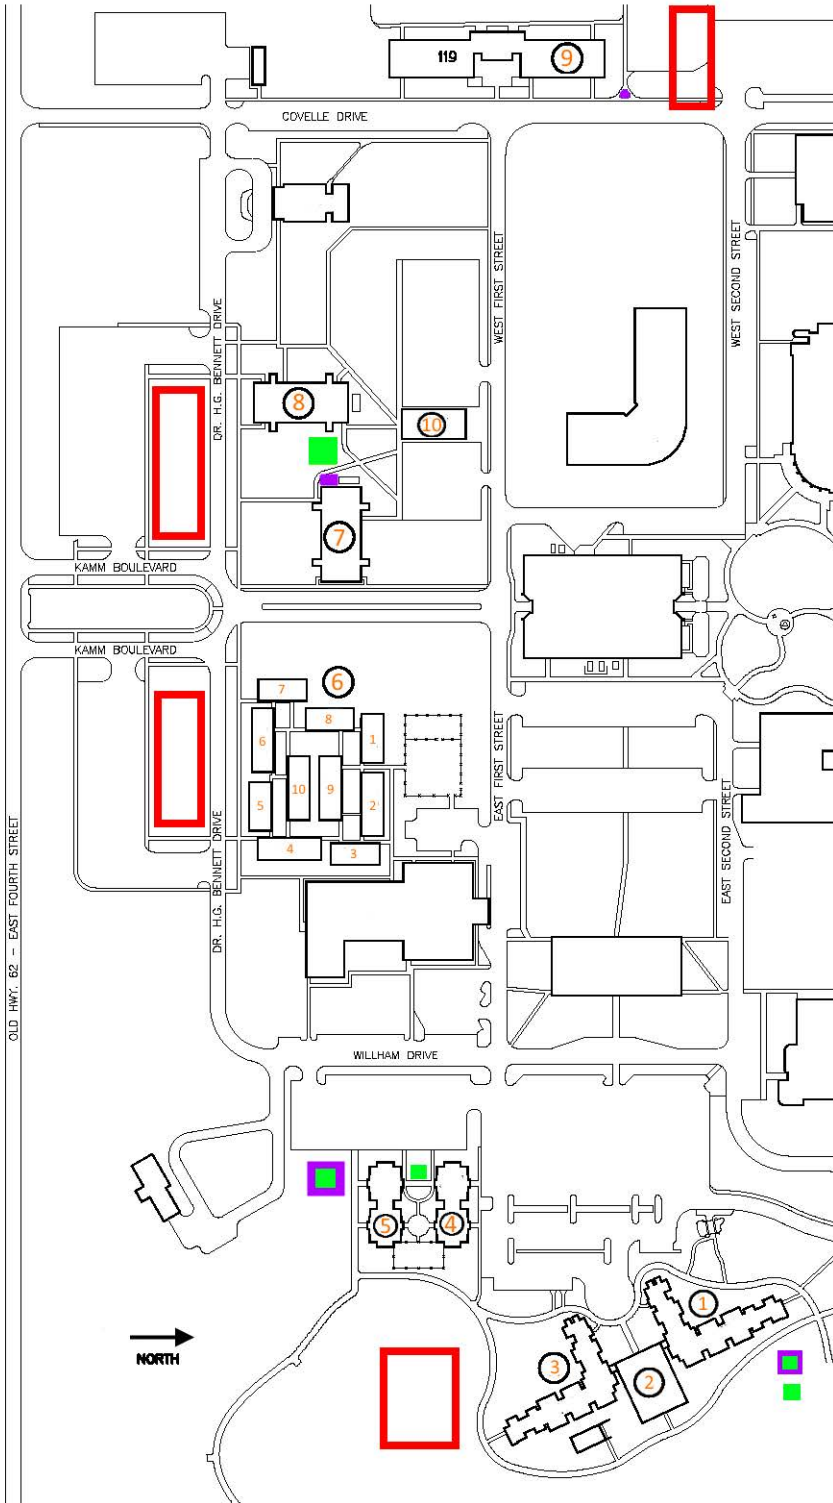 119
9
COVELLE DRIVE
WEST FIRST STREET
WEST SECOND STREET
DR. H.G. BENNETT DRIVE
8
10
7
KAMM BOULEVARD
KAMM BOULEVARD
6
7
8
1
6
10
9
2
5
4
3
EAST FIRST STREET
EAST SECOND STREET
DR. H.G. BENNETT DRIVE
OLD HWY. 62 - EAST FOURTH STREET
WILLHAM DRIVE
5
4
1
NORTH
3
2